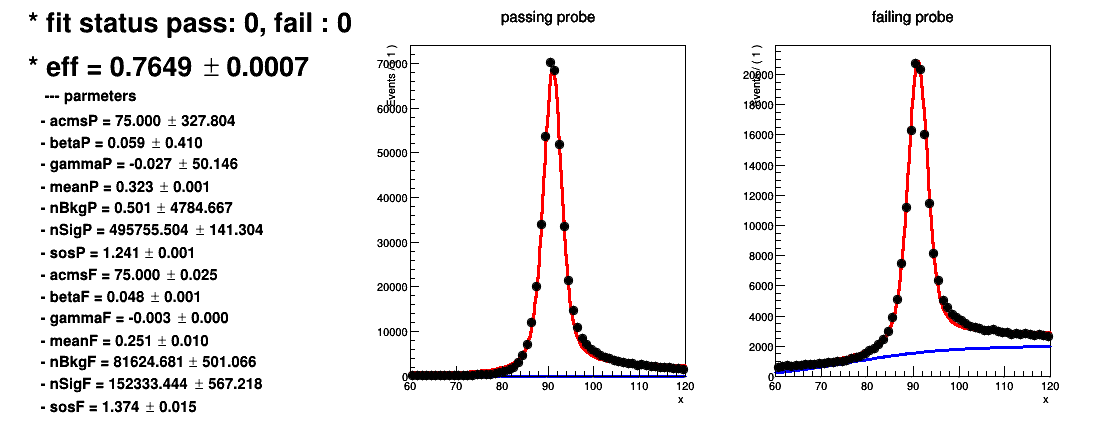 * fit status pass: 0, fail : 0
* eff = 0.7649 ± 0.0007
--- parmeters
- acmsP = 75.000 ± 327.804
- betaP = 0.059 ± 0.410
- gammaP = -0.027 ± 50.146
- meanP = 0.323 ± 0.001
- nBkgP = 0.501 ± 4784.667
- nSigP = 495755.504 ± 141.304
- sosP = 1.241 ± 0.001
- acmsF = 75.000 ± 0.025
- betaF = 0.048 ± 0.001
- gammaF = -0.003 ± 0.000
- meanF = 0.251 ± 0.010
- nBkgF = 81624.681 ± 501.066
- nSigF = 152333.444 ± 567.218
- sosF = 1.374 ± 0.015
passing probe
Events / ( 1 )
70000
60000
50000
40000
30000
20000
10000
0
60 70 80 90 100 110 120
x
failing probe
Events / ( 1 )
20000
18000
16000
14000
12000
10000
8000
6000
4000
2000
0
60 70 80 90 100 110 120
x